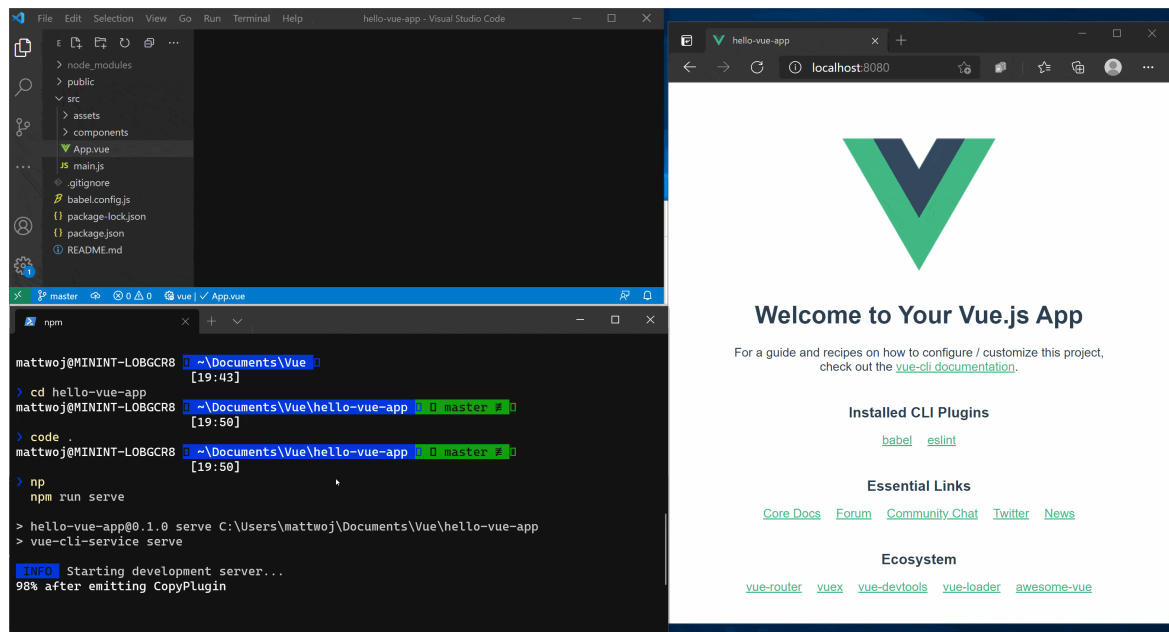 File Edit Selection View Go Run Terminal Help hello-vue-app - Visual Studio Code
E
node_modules
public
src
assets
components
App.vue
JS main.js
.gitignore
babel.config.js
{} package-lock.json
{} package.json
README.md
1
master 0 0 vue | ✓ App.vue
npm
mattwoj@MININT-LOBGCR8 ~\Documents\Vue
[19:43]
> cd hello-vue-app
mattwoj@MININT-LOBGCR8 ~\Documents\Vue\hello-vue-app master ≢
[19:50]
> code .
mattwoj@MININT-LOBGCR8 ~\Documents\Vue\hello-vue-app master ≢
[19:50]
> np
npm run serve
> hello-vue-app@0.1.0 serve C:\Users\mattwoj\Documents\Vue\hello-vue-app
> vue-cli-service serve
INFO Starting development server...
98% after emitting CopyPlugin
hello-vue-app
localhost:8080
Welcome to Your Vue.js App
For a guide and recipes on how to configure / customize this project,
check out the vue-cli documentation.
Installed CLI Plugins
babel eslint
Essential Links
Core Docs Forum Community Chat Twitter News
Ecosystem
vue-router vuex vue-devtools vue-loader awesome-vue